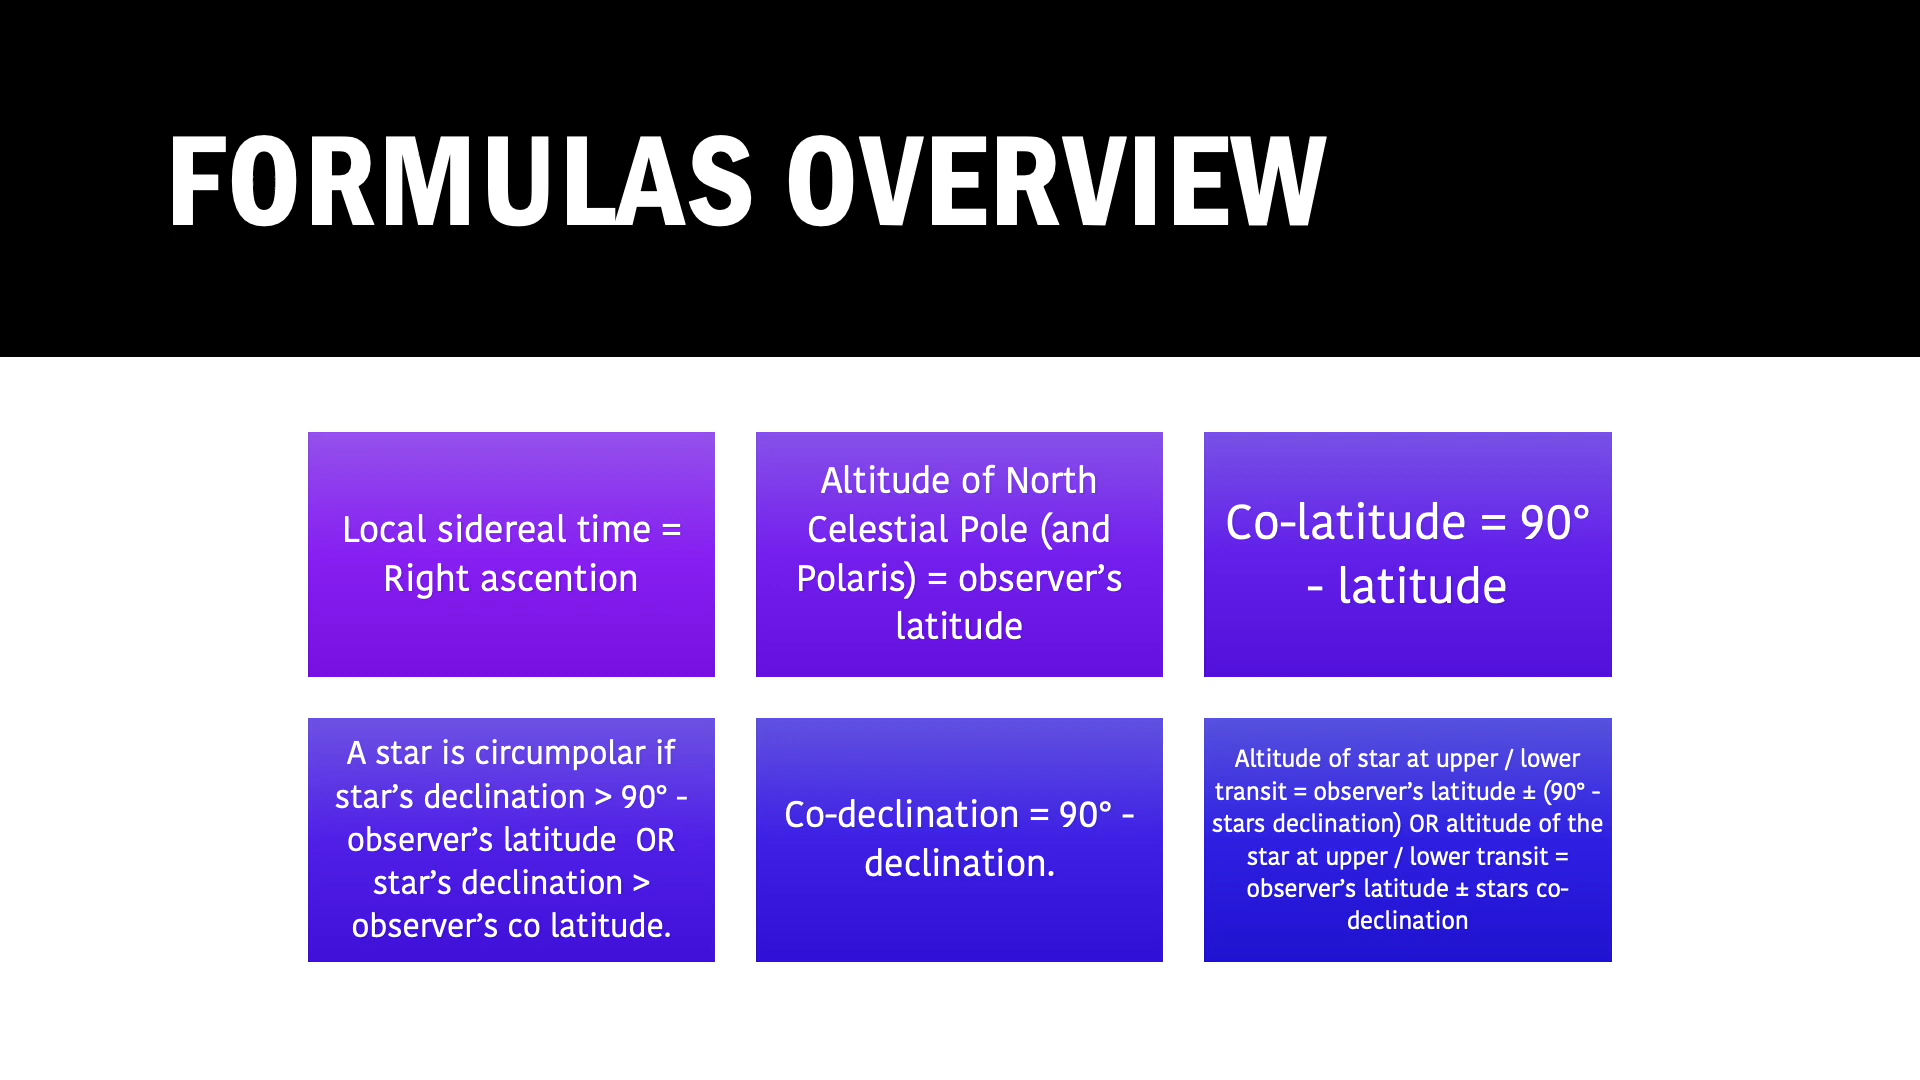 FORMULAS OVERVIEW
Local sidereal time =
Right ascention
Altitude of North
Celestial Pole (and
Polaris) = observer’s
latitude
Co-latitude = 90°
- latitude
A star is circumpolar if
star’s declination > 90° -
observer’s latitude  OR
star’s declination >
observer’s co latitude.
Co-declination = 90° -
declination.
Altitude of star at upper / lower
transit = observer’s latitude ± (90° -
stars declination) OR altitude of the
star at upper / lower transit =
observer’s latitude ± stars co-
declination